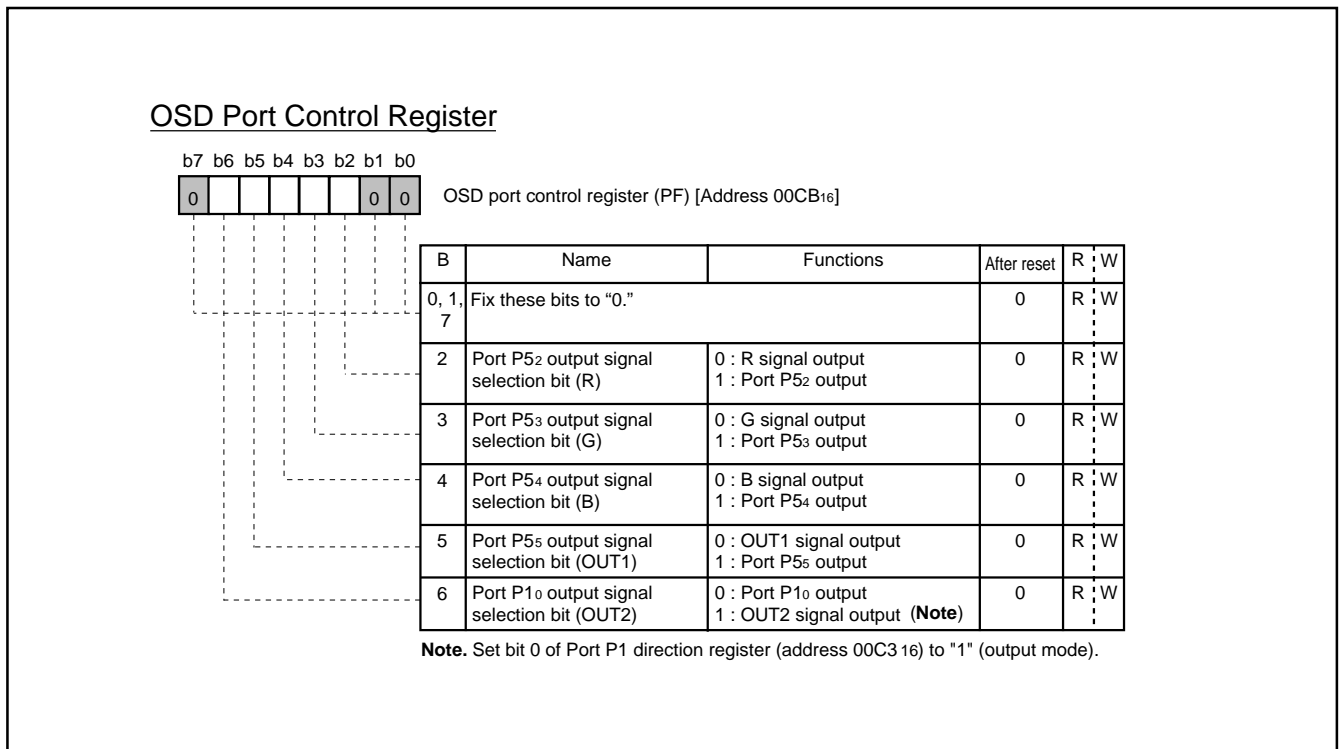 OSD Port Control Register
b7 b6 b5 b4 b3 b2 b1 b0
0 0 0
OSD port control register (PF) [Address 00CB16]
B Name Functions After reset R W
0, 1, 7 Fix these bits to “0.” 0 R W
2 Port P52 output signal selection bit (R) 0 : R signal output
1 : Port P52 output 0 R W
3 Port P53 output signal selection bit (G) 0 : G signal output
1 : Port P53 output 0 R W
4 Port P54 output signal selection bit (B) 0 : B signal output
1 : Port P54 output 0 R W
5 Port P55 output signal selection bit (OUT1) 0 : OUT1 signal output
1 : Port P55 output 0 R W
6 Port P10 output signal selection bit (OUT2) 0 : Port P10 output
1 : OUT2 signal output (Note) 0 R W
Note. Set bit 0 of Port P1 direction register (address 00C3 16) to "1" (output mode).